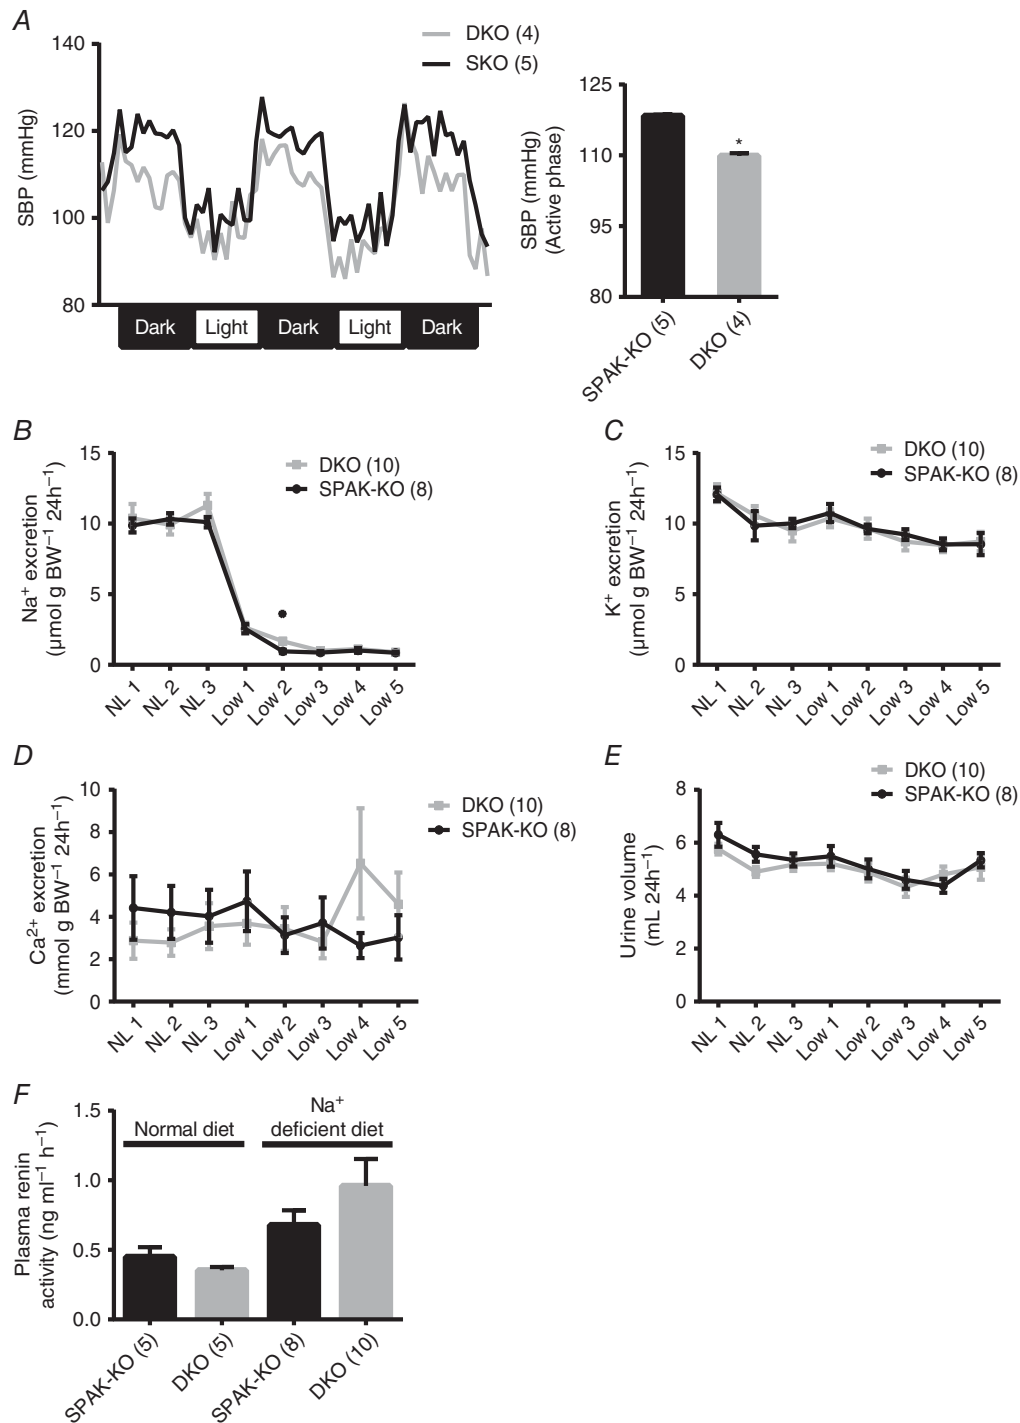 A
DKO (4)
SKO (5)
SBP (mmHg)
140
120
100
80
Dark
Light
Dark
Light
Dark
SBP (mmHg)
(Active phase)
125
110
95
80
*
SPAK-KO (5)
DKO (4)
B
DKO (10)
SPAK-KO (8)
Na⁺ excretion
(μmol g BW⁻¹ 24h⁻¹)
15
10
5
0
NL 1
NL 2
NL 3
Low 1
Low 2
Low 3
Low 4
Low 5
C
DKO (10)
SPAK-KO (8)
K⁺ excretion
(μmol g BW⁻¹ 24h⁻¹)
15
10
5
0
NL 1
NL 2
NL 3
Low 1
Low 2
Low 3
Low 4
Low 5
D
DKO (10)
SPAK-KO (8)
Ca²⁺ excretion
(mmol g BW⁻¹ 24h⁻¹)
10
8
6
4
2
0
NL 1
NL 2
NL 3
Low 1
Low 2
Low 3
Low 4
Low 5
E
DKO (10)
SPAK-KO (8)
Urine volume
(mL 24h⁻¹)
8
6
4
2
0
NL 1
NL 2
NL 3
Low 1
Low 2
Low 3
Low 4
Low 5
F
Plasma renin
activity (ng ml⁻¹ h⁻¹)
1.5
1.0
0.5
0.0
Normal diet
Na⁺
deficient diet
SPAK-KO (5)
DKO (5)
SPAK-KO (8)
DKO (10)